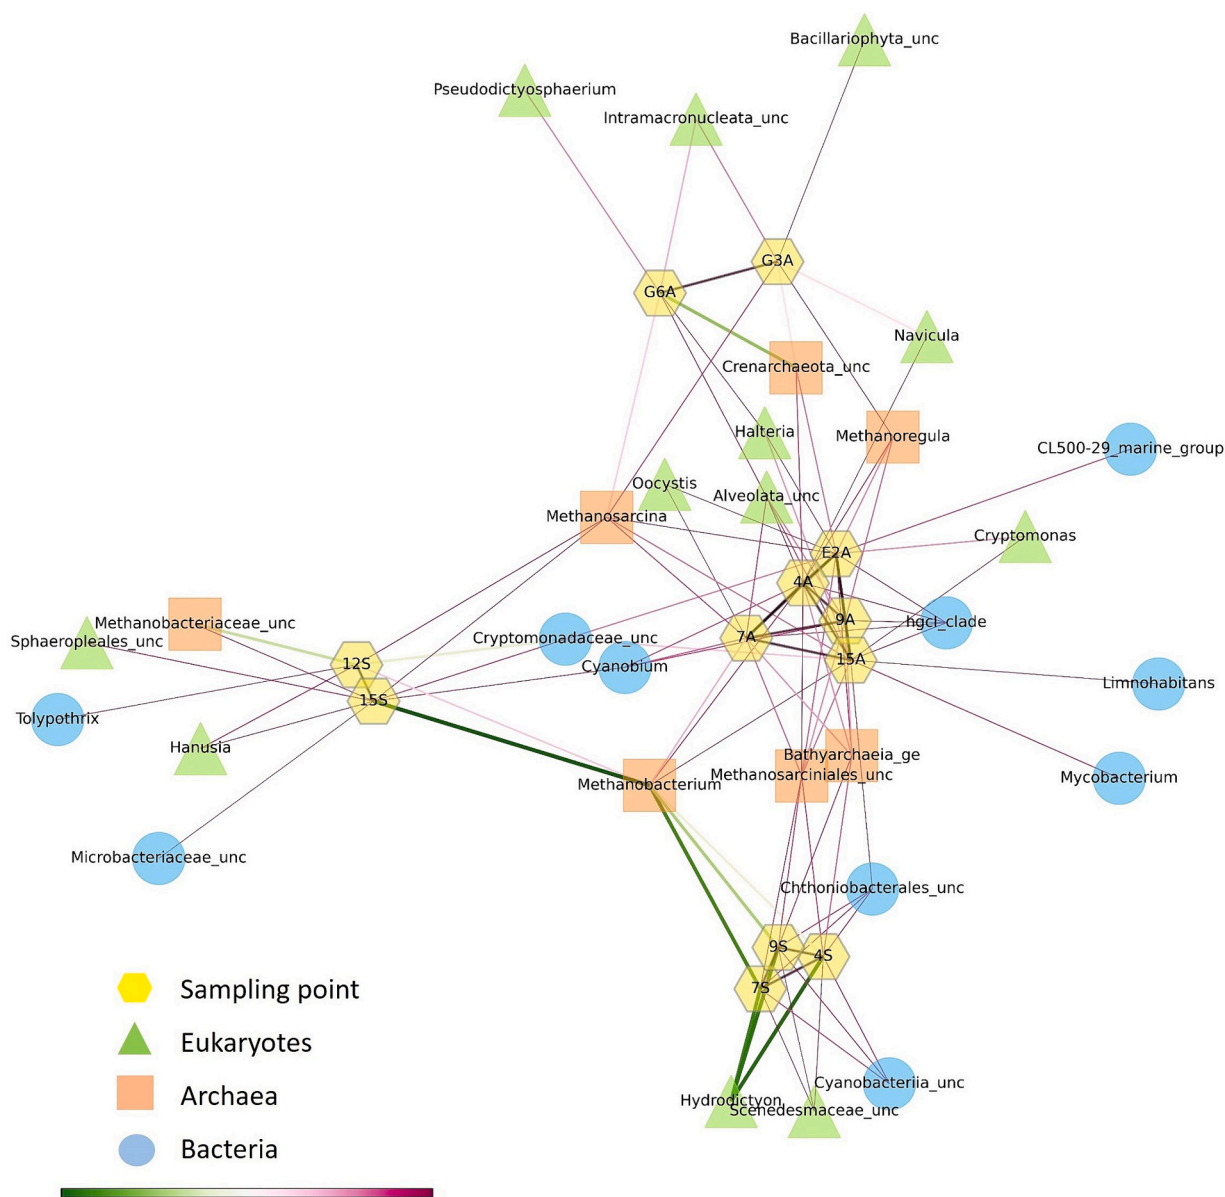 Bacillariophyta_unc
Pseudodictyosphaerium
Intramacronucleata_unc
G3A
G6A
Navicula
Crenarchaeota_unc
Halteria
Methanoregula
CL500-29_marine_group
Oocystis
Alveolata_unc
Methanosarcina
Cryptomonas
E2A
4A
9A
hgcI_clade
Methanobacteriaceae_unc
Sphaeropleales_unc
Cryptomonadaceae_unc
7A
12S
Cyanobium
15A
Limnohabitans
15S
Tolypothrix
Hanusia
Bathyarchaeia_ge
Methanosarciniales_unc
Mycobacterium
Methanobacterium
Microbacteriaceae_unc
Chthoniobacterales_unc
9S
4S
7S
Sampling point
Eukaryotes
Cyanobacteriia_unc
Hydrodictyon
Scenedesmaceae_unc
Archaea
Bacteria